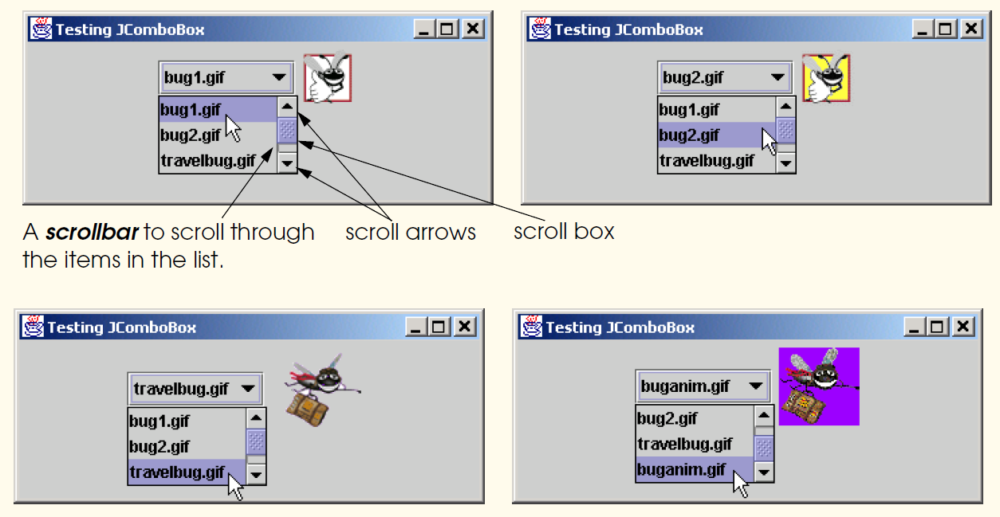 Testing JComboBox
bug1.gif
bug1.gif
bug2.gif
travelbug.gif
Testing JComboBox
bug2.gif
bug1.gif
bug2.gif
travelbug.gif
A scrollbar to scroll through
the items in the list.
scroll arrows
scroll box
Testing JComboBox
travelbug.gif
bug1.gif
bug2.gif
travelbug.gif
Testing JComboBox
buganim.gif
bug2.gif
travelbug.gif
buganim.gif